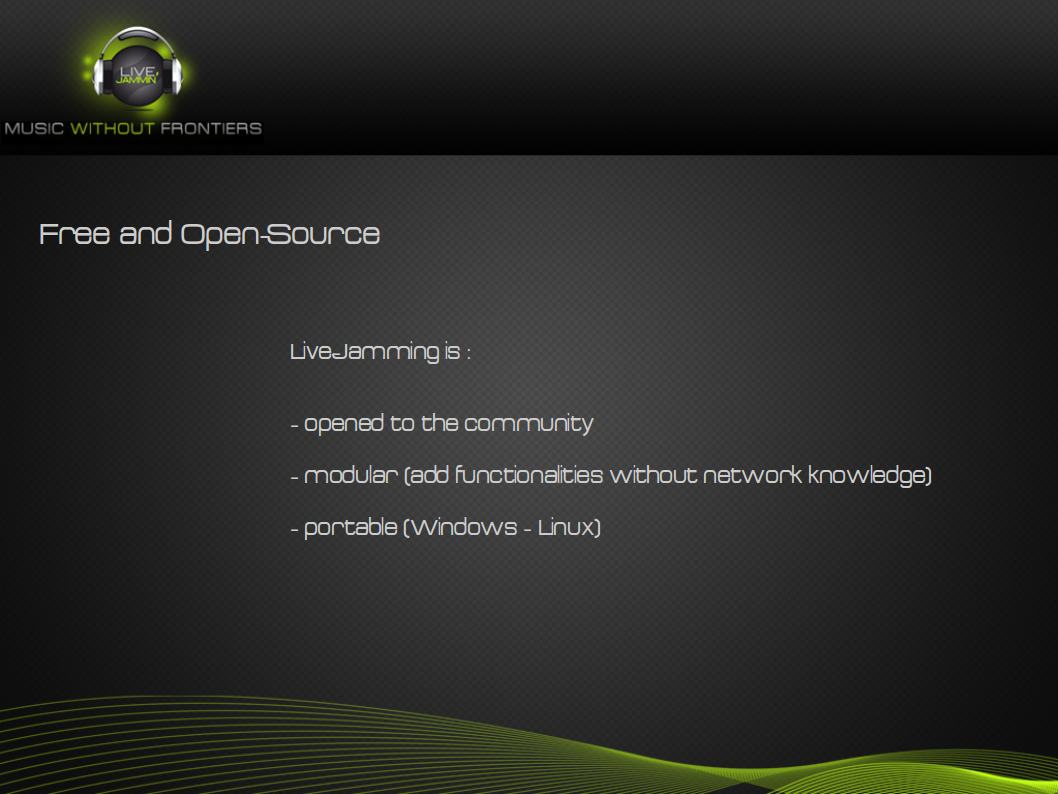 LIVE
JAMMIN'
MUSIC WITHOUT FRONTIERS
Free and Open-Source
LiveJamming is :
- opened to the community
- modular (add functionalities without network knowledge)
- portable (Windows - Linux)